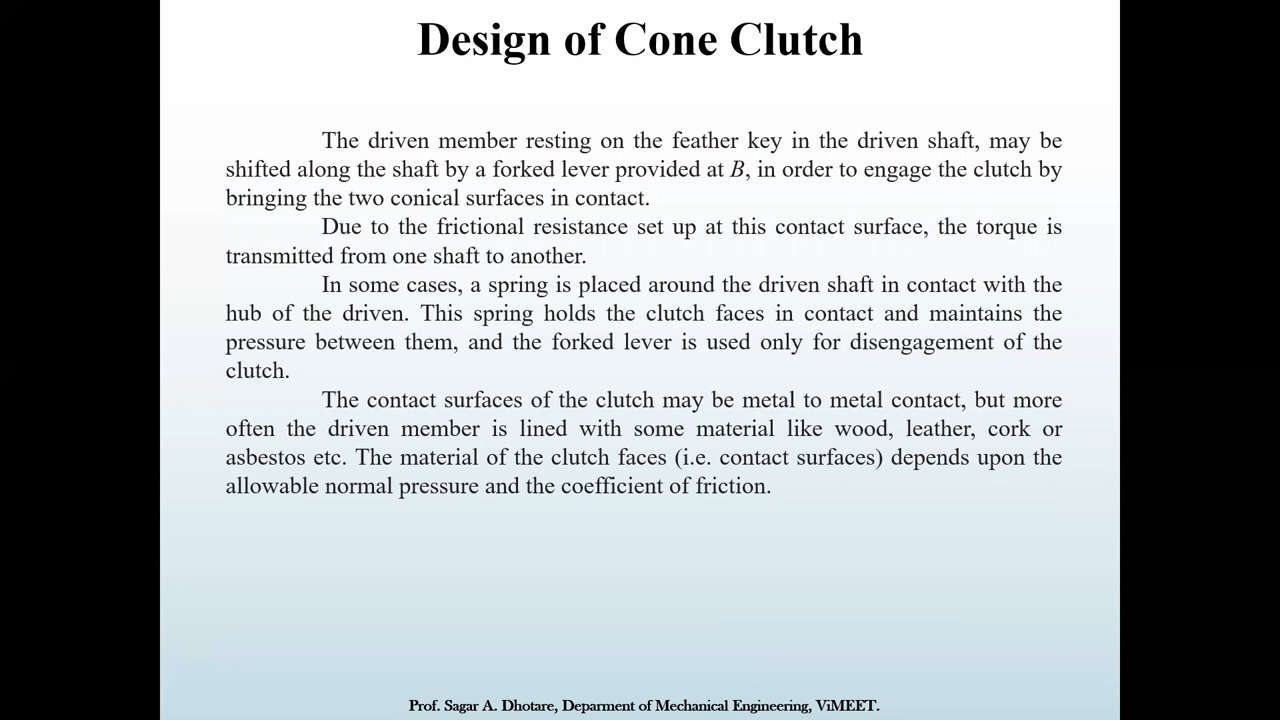 Design of Cone Clutch
The driven member resting on the feather key in the driven shaft, may be
shifted along the shaft by a forked lever provided at B, in order to engage the clutch by
bringing the two conical surfaces in contact.
Due to the frictional resistance set up at this contact surface, the torque is
transmitted from one shaft to another.
In some cases, a spring is placed around the driven shaft in contact with the
hub of the driven. This spring holds the clutch faces in contact and maintains the
pressure between them, and the forked lever is used only for disengagement of the
clutch.
The contact surfaces of the clutch may be metal to metal contact, but more
often the driven member is lined with some material like wood, leather, cork or
asbestos etc. The material of the clutch faces (i.e. contact surfaces) depends upon the
allowable normal pressure and the coefficient of friction.
Prof. Sagar A. Dhotare, Deparment of Mechanical Engineering, ViMEET.